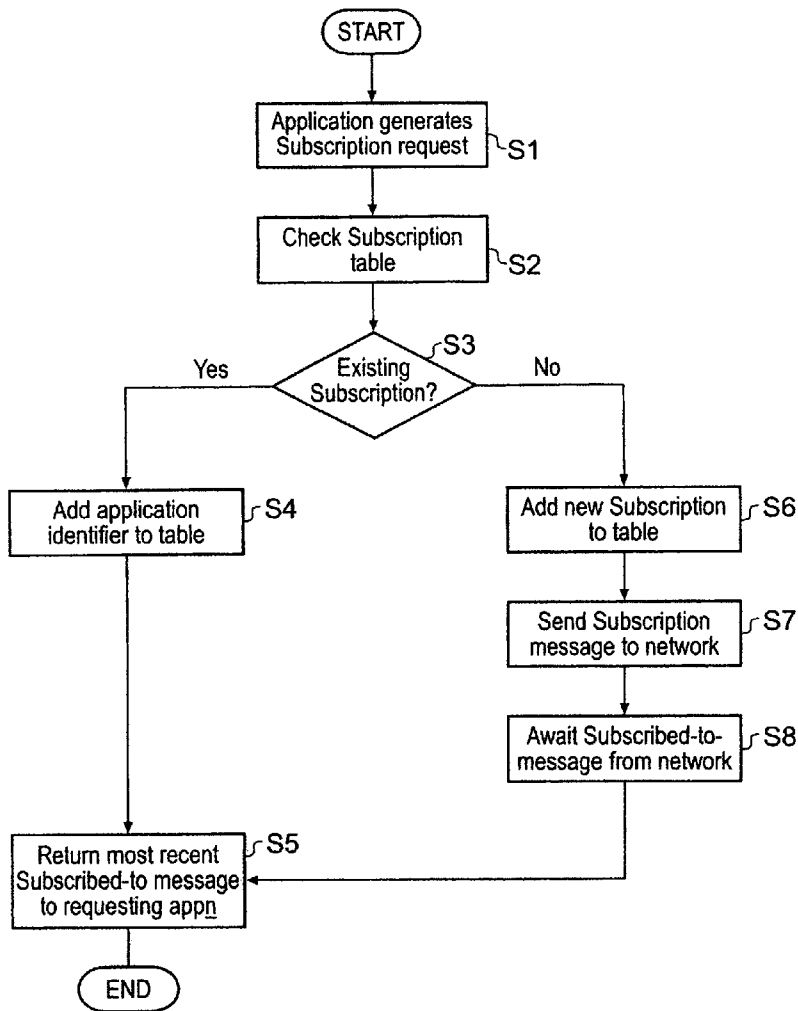 START
Application generates
Subscription request
S1
Check Subscription
table
S2
Existing
Subscription?
S3
Yes
No
Add application
identifier to table
S4
Add new Subscription
to table
S6
Send Subscription
message to network
S7
Await Subscribed-to-
message from network
S8
Return most recent
Subscribed-to message
to requesting appn
S5
END